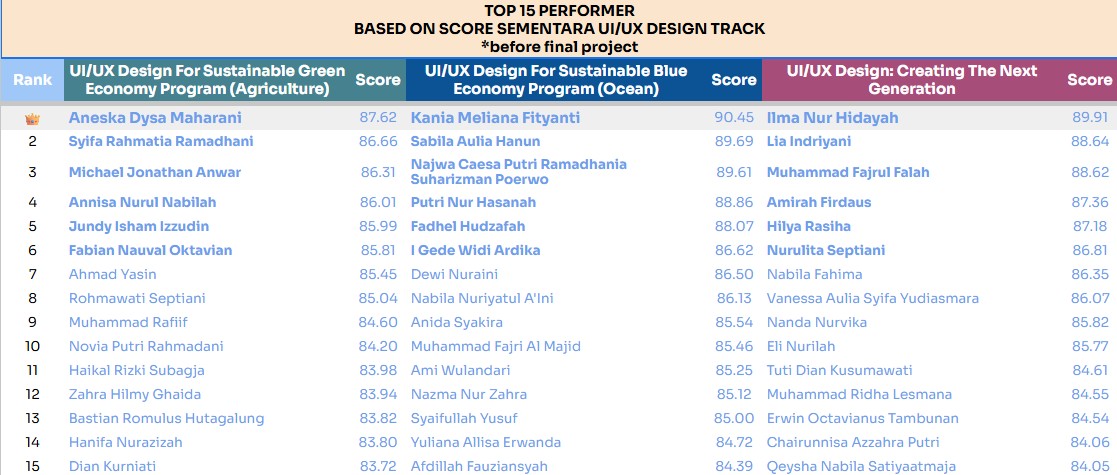 TOP 15 PERFORMER
BASED ON SCORE SEMENTARA UI/UX DESIGN TRACK
*before final project
Rank UI/UX Design For Sustainable Green Economy Program (Agriculture) Score UI/UX Design For Sustainable Blue Economy Program (Ocean) Score UI/UX Design: Creating The Next Generation Score
Aneska Dysa Maharani 87.62 Kania Meliana Fityanti 90.45 Ilma Nur Hidayah 89.91
2 Syifa Rahmatia Ramadhani 86.66 Sabila Aulia Hanun 89.69 Lia Indriyani 88.64
3 Michael Jonathan Anwar 86.31 Najwa Caesa Putri Ramadhania Suharizman Poerwo 89.61 Muhammad Fajrul Falah 88.62
4 Annisa Nurul Nabilah 86.01 Putri Nur Hasanah 88.86 Amirah Firdaus 87.36
5 Jundy Isham Izzudin 85.99 Fadhel Hudzafah 88.07 Hilya Rasiha 87.18
6 Fabian Nauval Oktavian 85.81 I Gede Widi Ardika 86.62 Nurulita Septiani 86.81
7 Ahmad Yasin 85.45 Dewi Nuraini 86.50 Nabila Fahima 86.35
8 Rohmawati Septiani 85.04 Nabila Nuriyatul A'Ini 86.13 Vanessa Aulia Syifa Yudiasmara 86.07
9 Muhammad Rafiif 84.60 Anida Syakira 85.54 Nanda Nurvika 85.82
10 Novia Putri Rahmadani 84.20 Muhammad Fajri Al Majid 85.46 Eli Nurilah 85.77
11 Haikal Rizki Subagja 83.98 Ami Wulandari 85.25 Tuti Dian Kusumawati 84.61
12 Zahra Hilmy Ghaida 83.94 Nazma Nur Zahra 85.12 Muhammad Ridha Lesmana 84.55
13 Bastian Romulus Hutagalung 83.82 Syaifullah Yusuf 85.00 Erwin Octavianus Tambunan 84.54
14 Hanifa Nurazizah 83.80 Yuliana Allisa Erwanda 84.72 Chairunnisa Azzahra Putri 84.06
15 Dian Kurniati 83.72 Afdillah Fauziansyah 84.39 Qeysha Nabila Satiyaatmaja 84.05